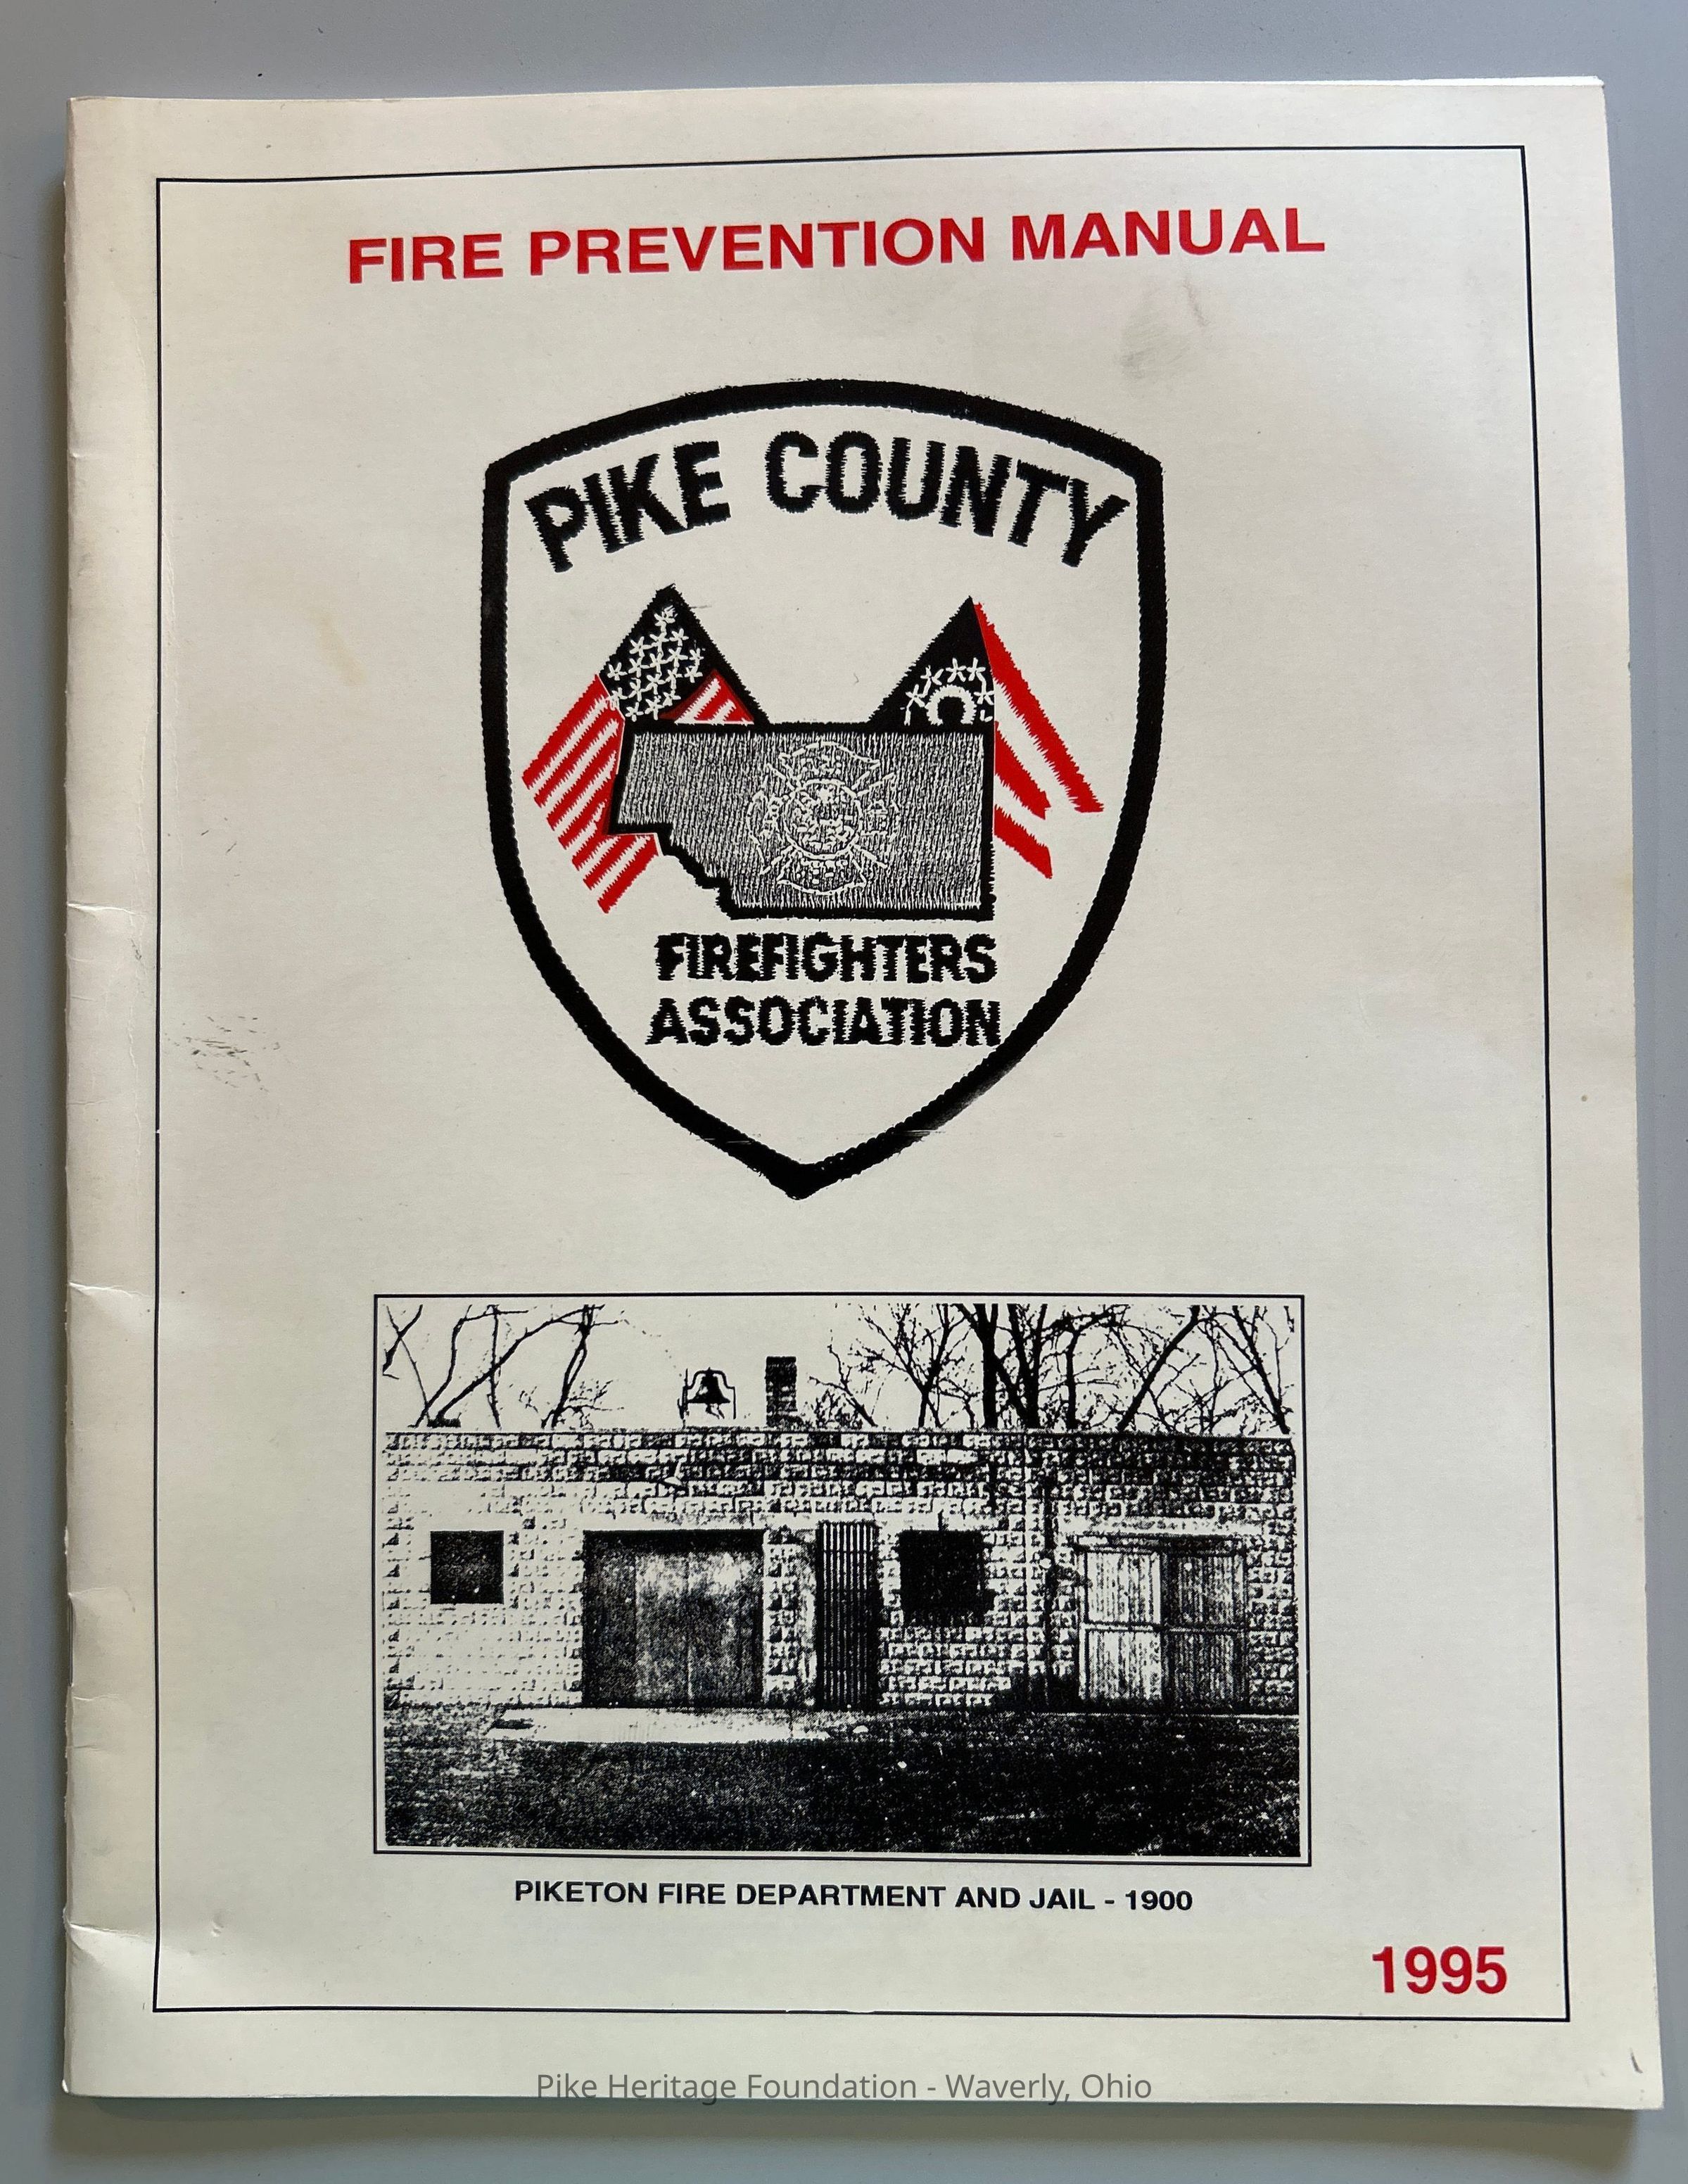 FIRE PREVENTION MANUAL
PIKE COUNTY
FIREFIGHTERS
ASSOCIATION
PIKETON FIRE DEPARTMENT AND JAIL - 1900
1995
Pike Heritage Foundation - Waverly, Ohio